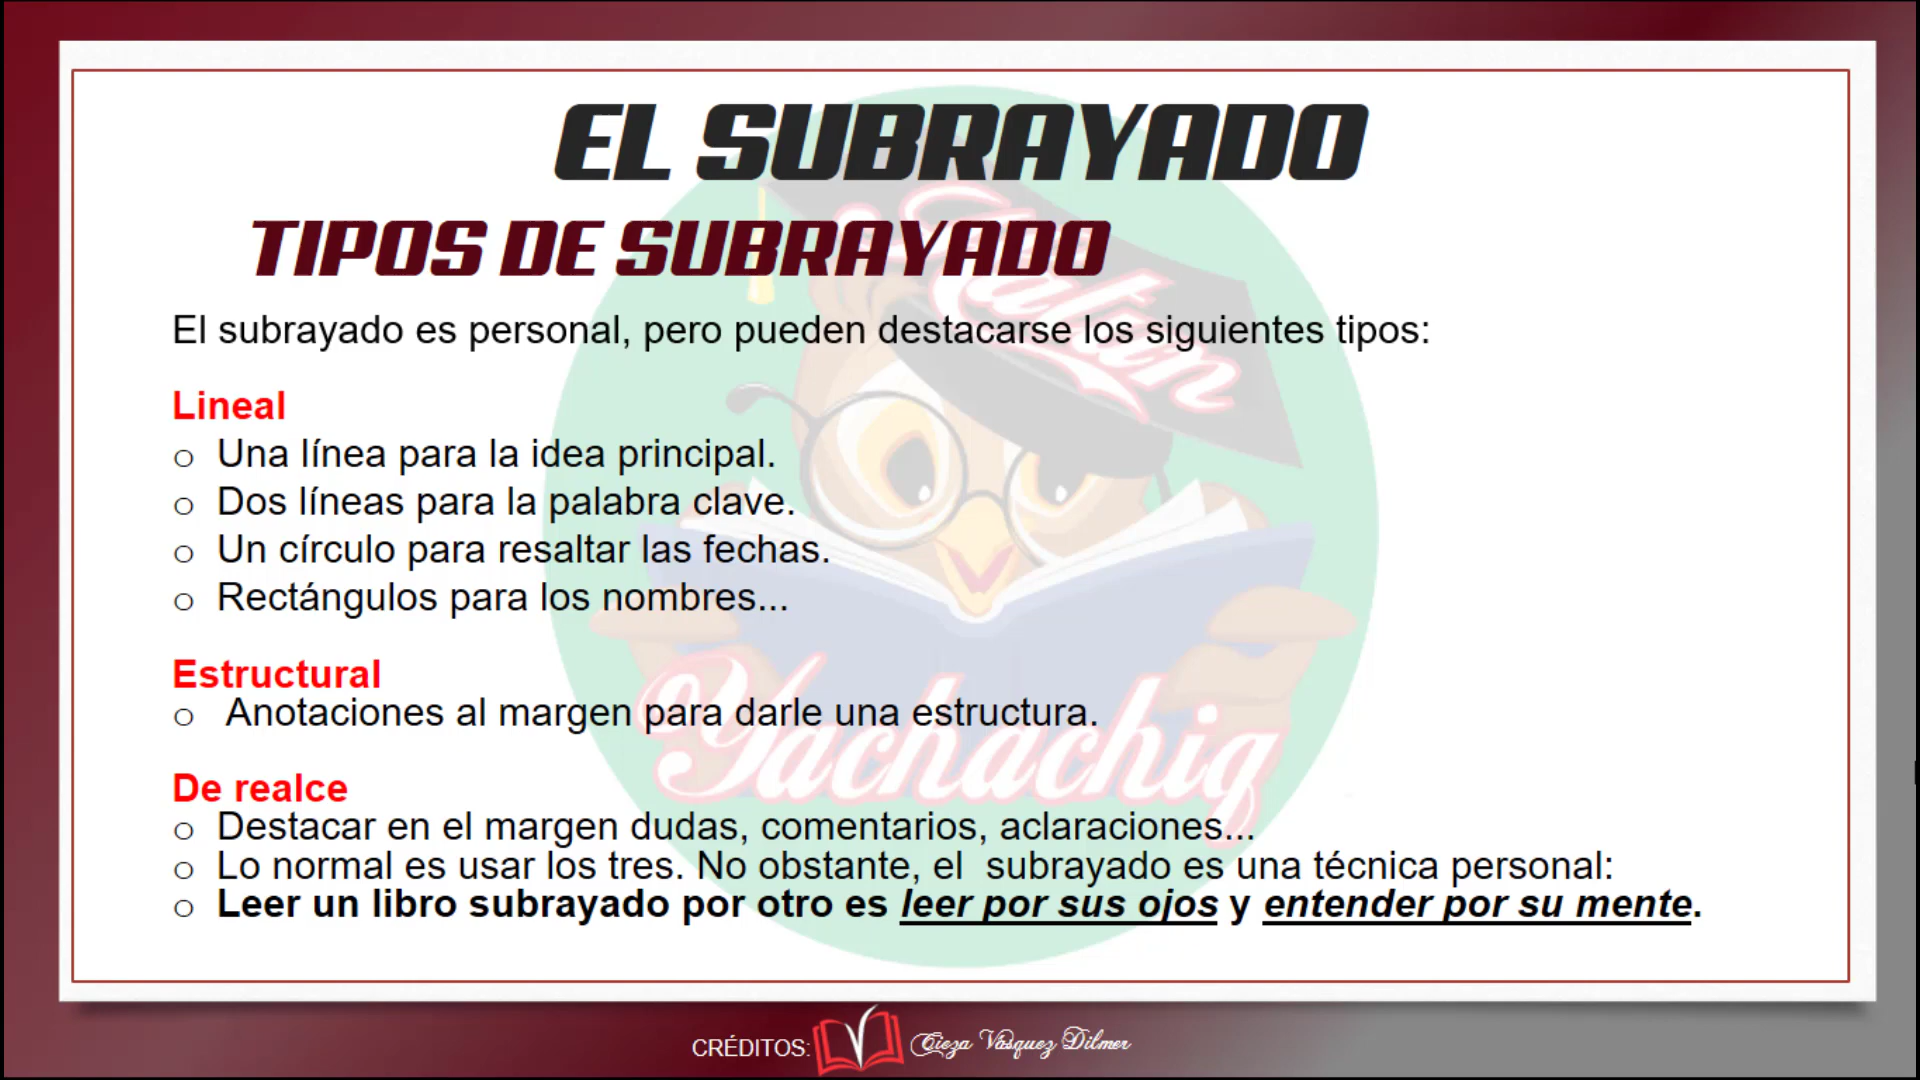 EL SUBRAYADO
TIPOS DE SUBRAYADO
El subrayado es personal, pero pueden destacarse los siguientes tipos:
Lineal
o Una línea para la idea principal.
o Dos líneas para la palabra clave.
o Un círculo para resaltar las fechas.
o Rectángulos para los nombres...
Estructural
o Anotaciones al margen para darle una estructura.
De realce
o Destacar en el margen dudas, comentarios, aclaraciones...
o Lo normal es usar los tres. No obstante, el  subrayado es una técnica personal:
o Leer un libro subrayado por otro es leer por sus ojos y entender por su mente.
Yachachiq
CRÉDITOS: Cieza Vásquez Dilmer